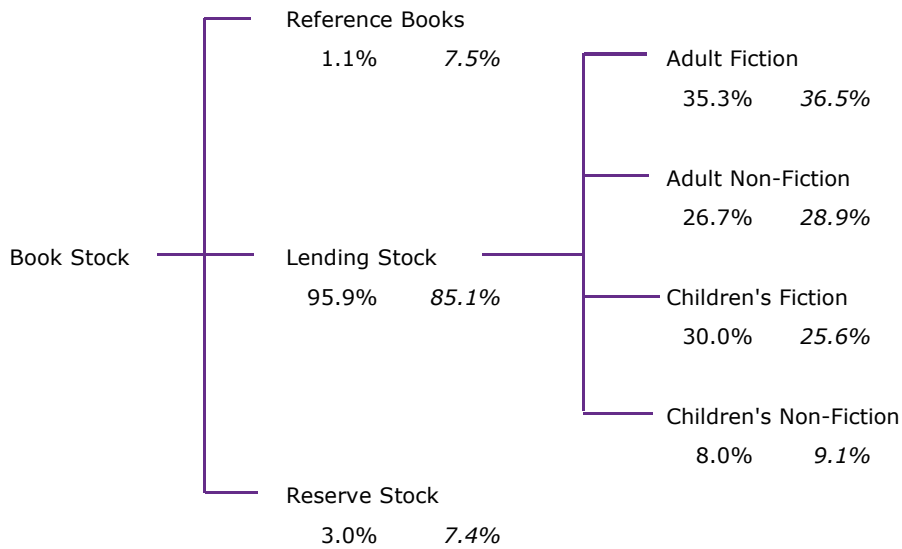 Reference Books
1.1% 7.5%
Adult Fiction
35.3% 36.5%
Adult Non-Fiction
26.7% 28.9%
Book Stock
Lending Stock
95.9% 85.1%
Children's Fiction
30.0% 25.6%
Children's Non-Fiction
8.0% 9.1%
Reserve Stock
3.0% 7.4%